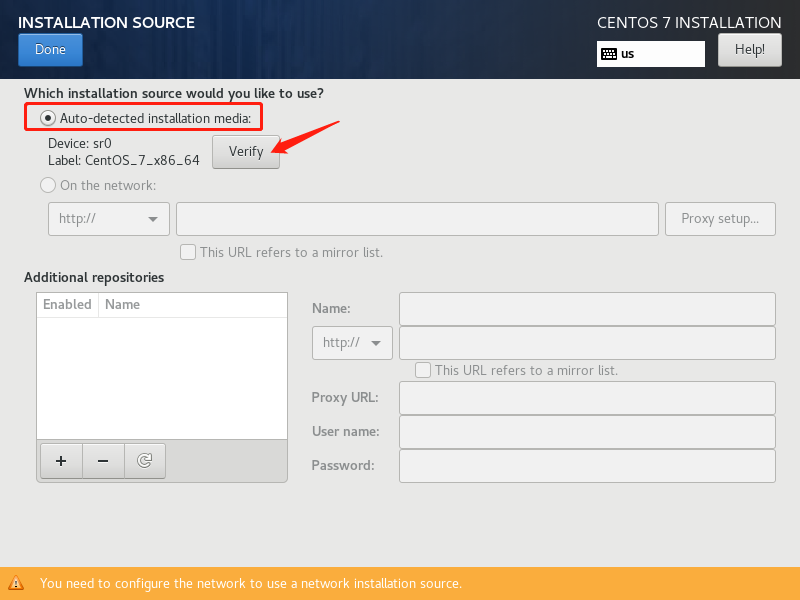 INSTALLATION SOURCE
CENTOS 7 INSTALLATION
Done
us
Help!
Which installation source would you like to use?
Auto-detected installation media:
Device: sr0
Label: CentOS_7_x86_64
Verify
On the network:
http://
Proxy setup...
This URL refers to a mirror list.
Additional repositories
Enabled Name
Name:
http://
This URL refers to a mirror list.
Proxy URL:
User name:
Password:
You need to configure the network to use a network installation source.